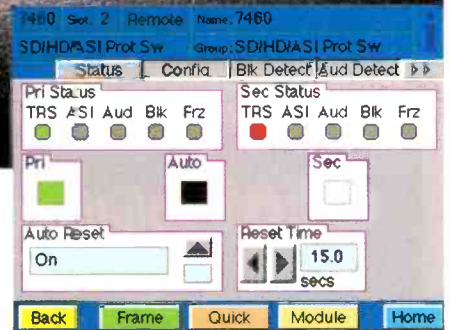 7460 Slot. 2 Remote Name. 7460
SD/HD/ASI Prot Sw Group: SD/HD/ASI Prot Sw
Status Config Blk Detect Aud Detect
Pri Status Sec Status
TRS ASI Aud Blk Frz TRS ASI Aud Blk Frz
Pri Auto Sec
Auto Reset Reset Time
On 15.0
secs
Back Frame Quick Module Home